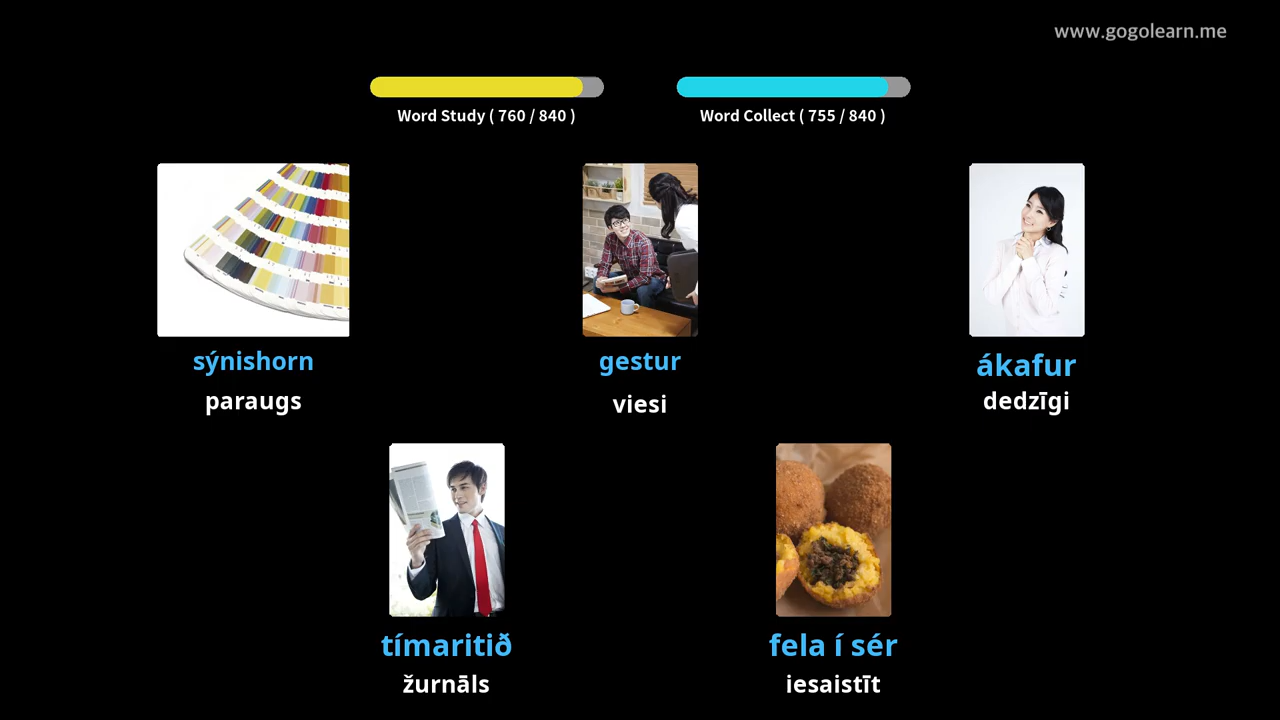 www.gogolearn.me
Word Study ( 760 / 840 )
Word Collect ( 755 / 840 )
sýnishorn
paraugs
gestur
viesi
ákafur
dedzīgi
tímaritið
žurnāls
fela í sér
iesaistīt